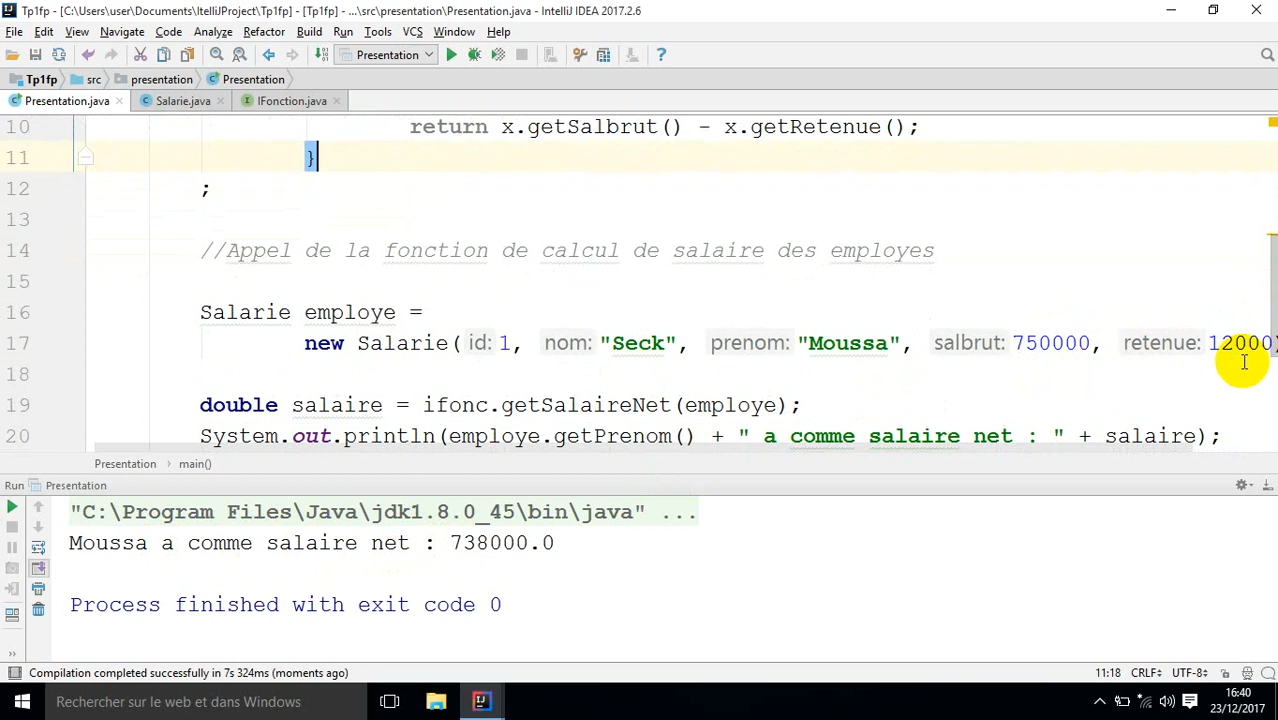 Tp1fp - [C:\Users\user\Documents\ItelliJProject\Tp1fp] - [Tp1fp] - ...\src\presentation\Presentation.java - IntelliJ IDEA 2017.2.6
File Edit View Navigate Code Analyze Refactor Build Run Tools VCS Window Help
Presentation
Tp1fp src presentation Presentation
Presentation.java Salarie.java IFonction.java
10 return x.getSalbrut() - x.getRetenue();
11 }
12 ;
13
14 //Appel de la fonction de calcul de salaire des employes
15
16 Salarie employe =
17 new Salarie( id: 1, nom: "Seck", prenom: "Moussa", salbrut: 750000, retenue: 12000)
18
19 double salaire = ifonc.getSalaireNet(employe);
20 System.out.println(employe.getPrenom() + " a comme salaire net : " + salaire);
Presentation main()
Run Presentation
"C:\Program Files\Java\jdk1.8.0_45\bin\java" ...
Moussa a comme salaire net : 738000.0
Process finished with exit code 0
Compilation completed successfully in 7s 324ms (moments ago) 11:18 CRLF UTF-8
Rechercher sur le web et dans Windows
16:40
23/12/2017